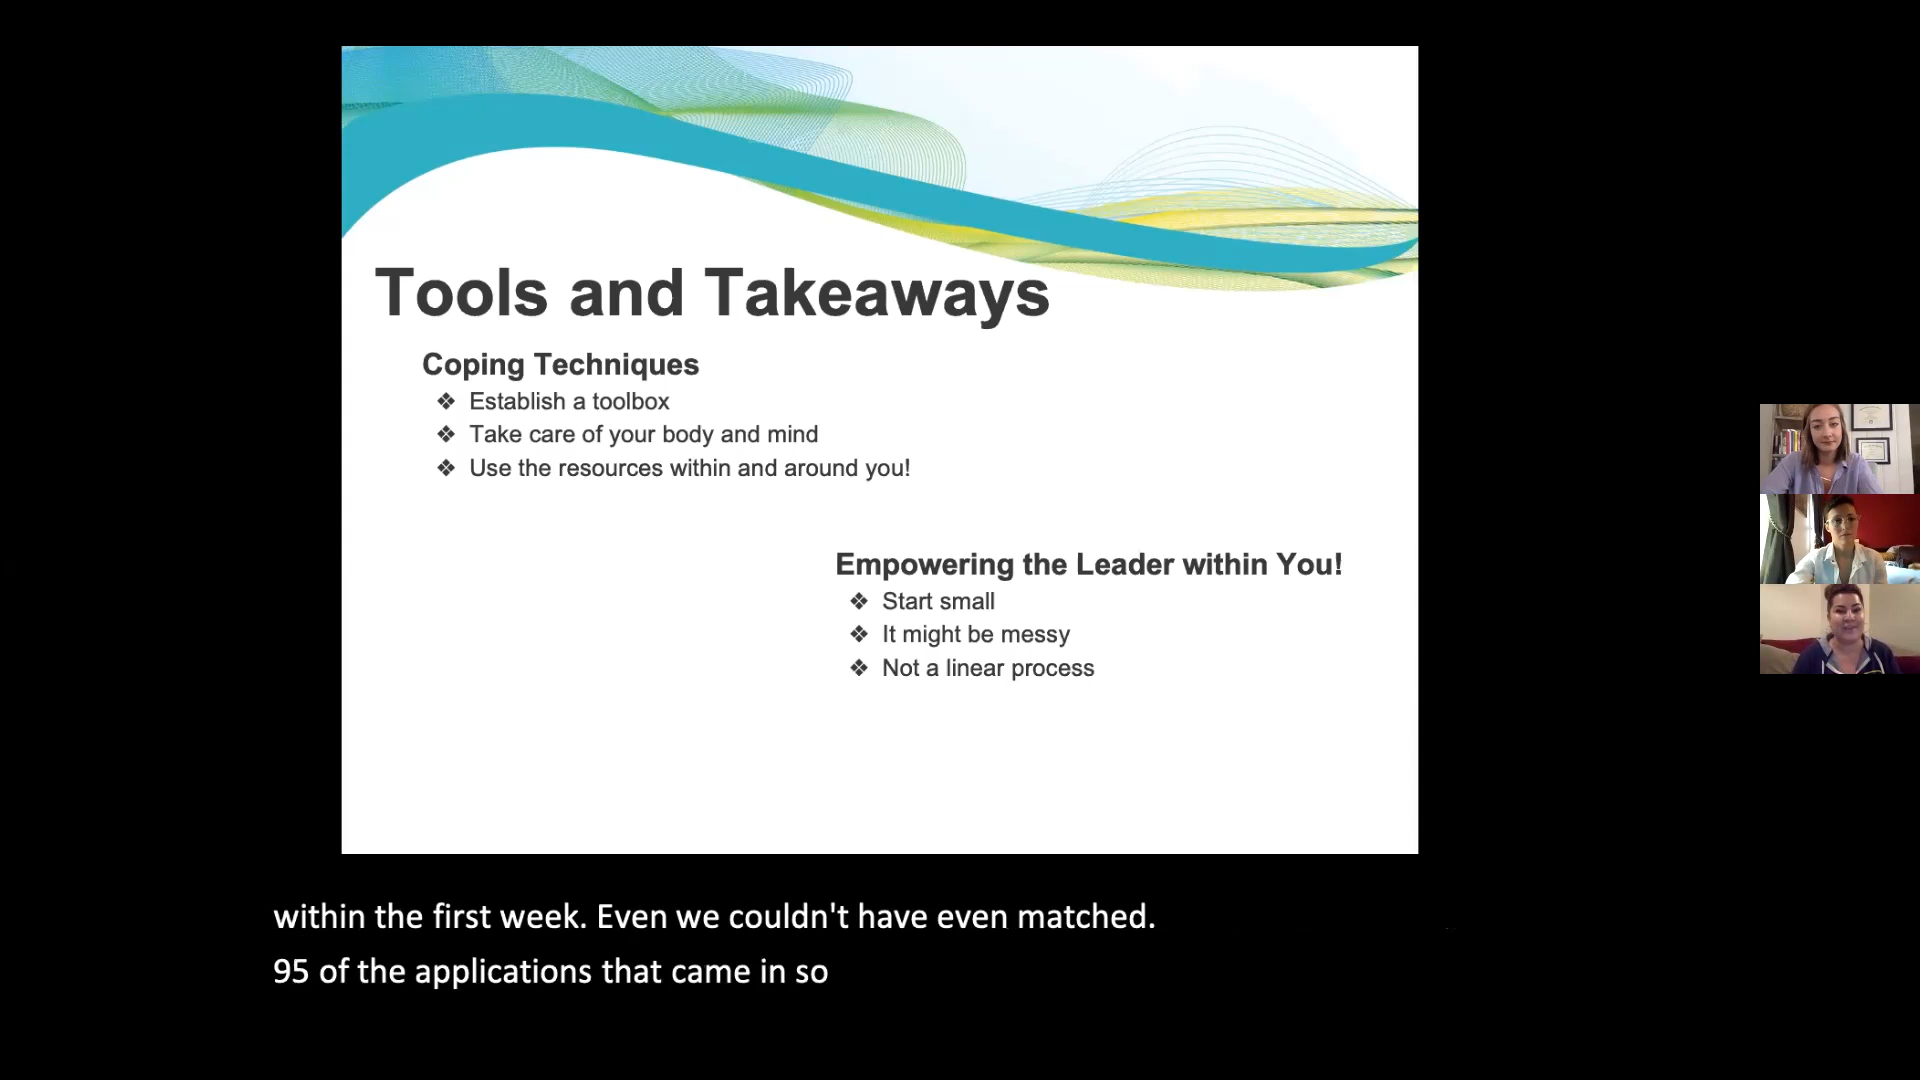 Tools and Takeaways
Coping Techniques
❖ Establish a toolbox
❖ Take care of your body and mind
❖ Use the resources within and around you!
Empowering the Leader within You!
❖ Start small
❖ It might be messy
❖ Not a linear process
within the first week. Even we couldn't have even matched.
95 of the applications that came in so